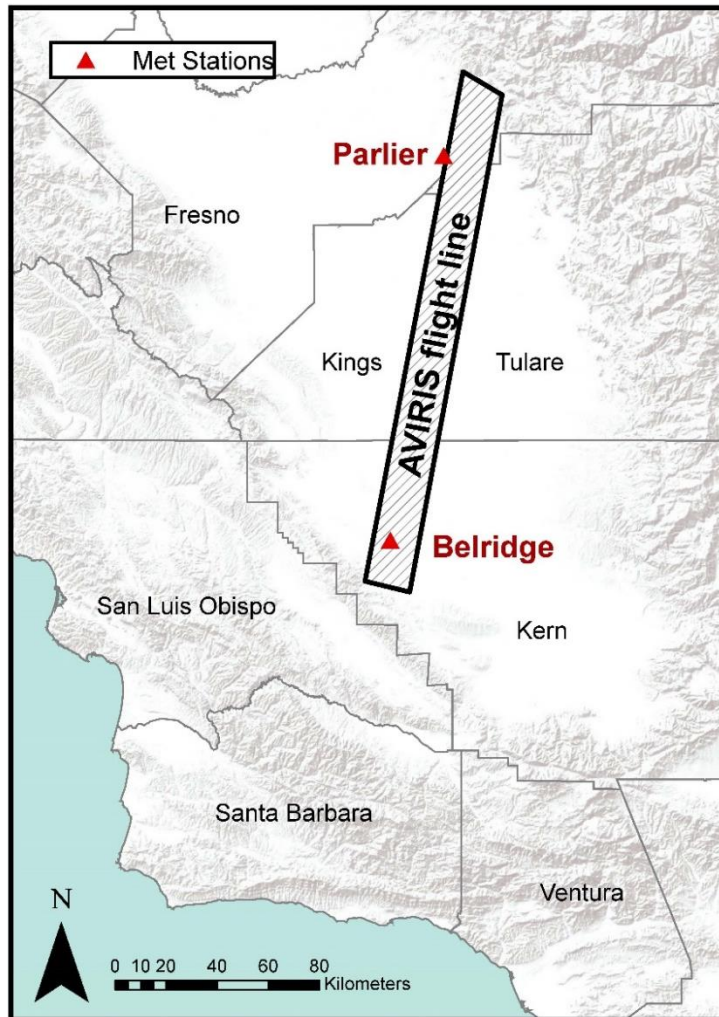 Met Stations
Parlier
Fresno
AVIRIS flight line
Kings
Tulare
Belridge
San Luis Obispo
Kern
Santa Barbara
Ventura
N
0 10 20 40 60 80
Kilometers